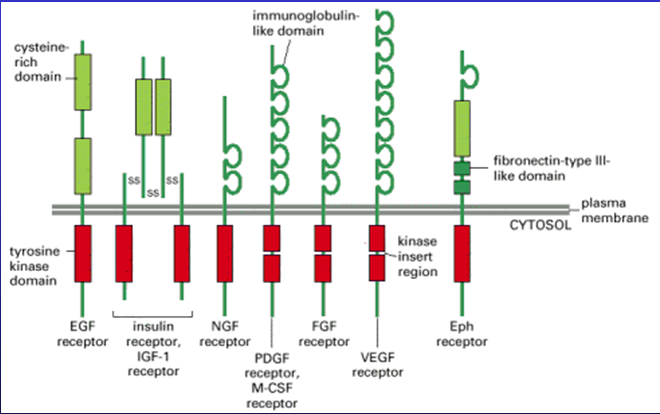 immunoglobulin-
like domain
cysteine-
rich
domain
ss
ss
ss
fibronectin-type III-
like domain
plasma
membrane
CYTOSOL
tyrosine
kinase
domain
kinase
insert
region
EGF
receptor
insulin
receptor,
IGF-1
receptor
NGF
receptor
PDGF
receptor,
M-CSF
receptor
FGF
receptor
VEGF
receptor
Eph
receptor